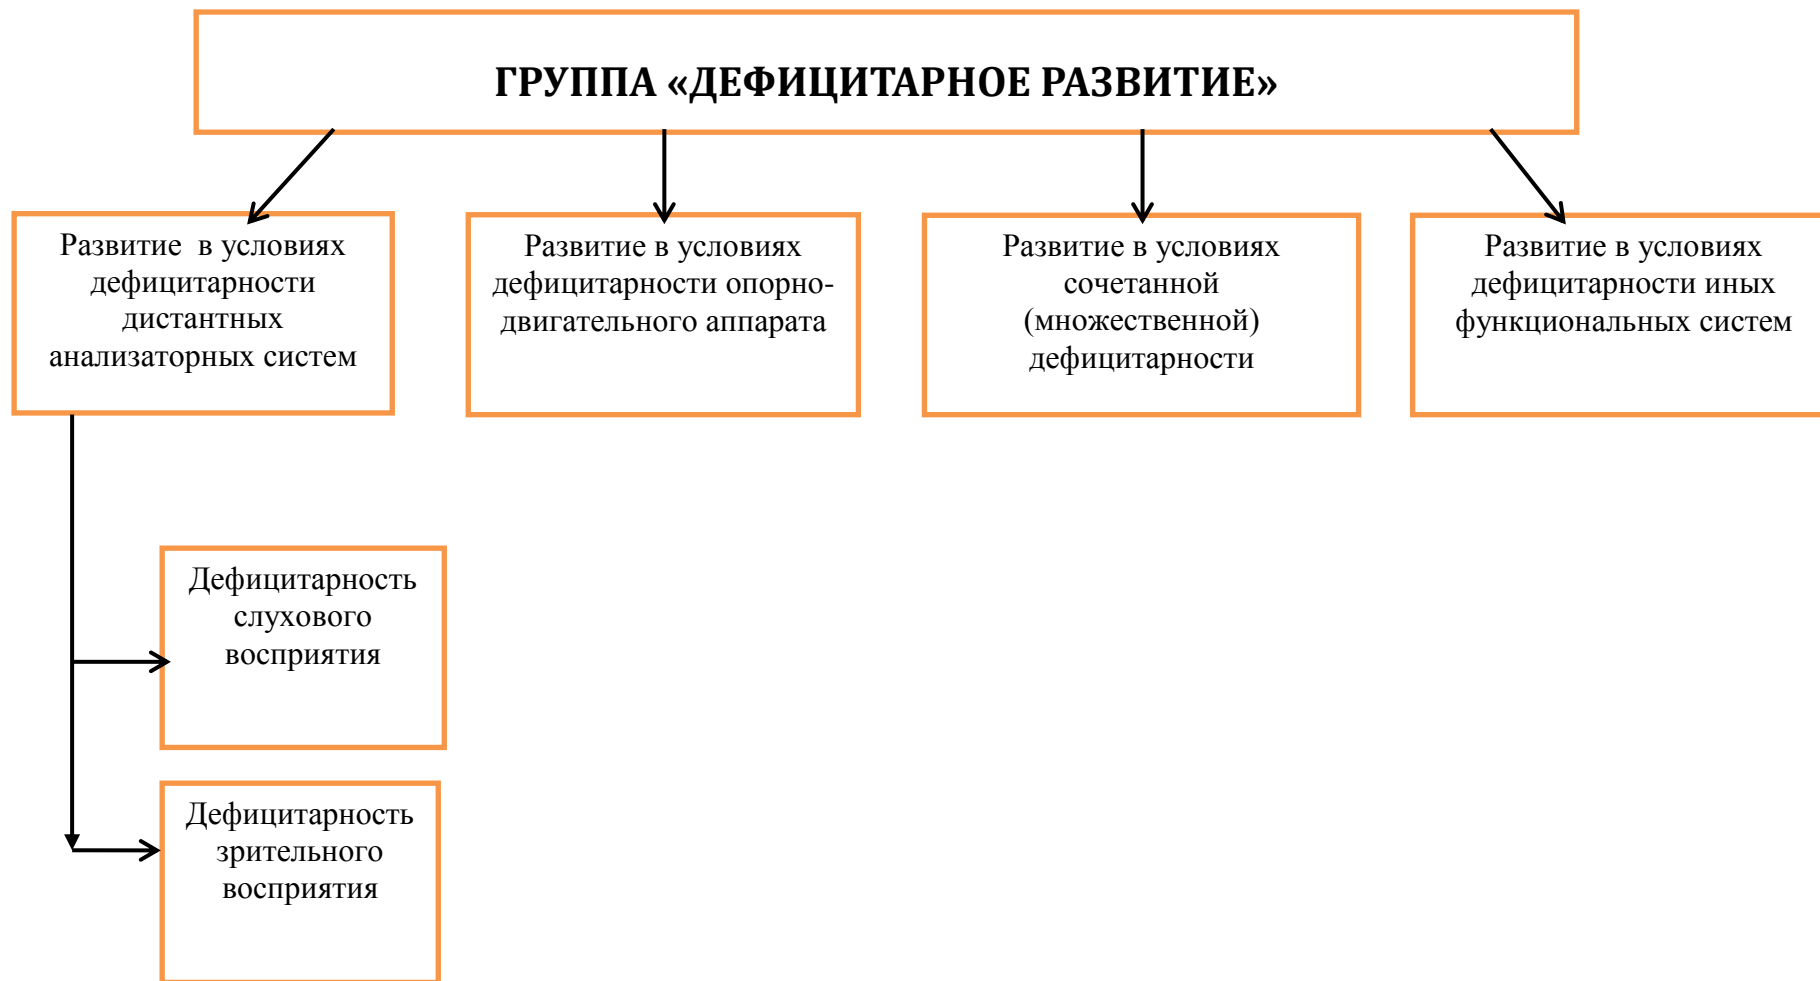 ГРУППА «ДЕФИЦИТАРНОЕ РАЗВИТИЕ»
Развитие в условиях
дефицитарности
дистантных
анализаторных систем
Развитие в условиях
дефицитарности опорно-
двигательного аппарата
Развитие в условиях
сочетанной
(множественной)
дефицитарности
Развитие в условиях
дефицитарности иных
функциональных систем
Дефицитарность
слухового
восприятия
Дефицитарность
зрительного
восприятия